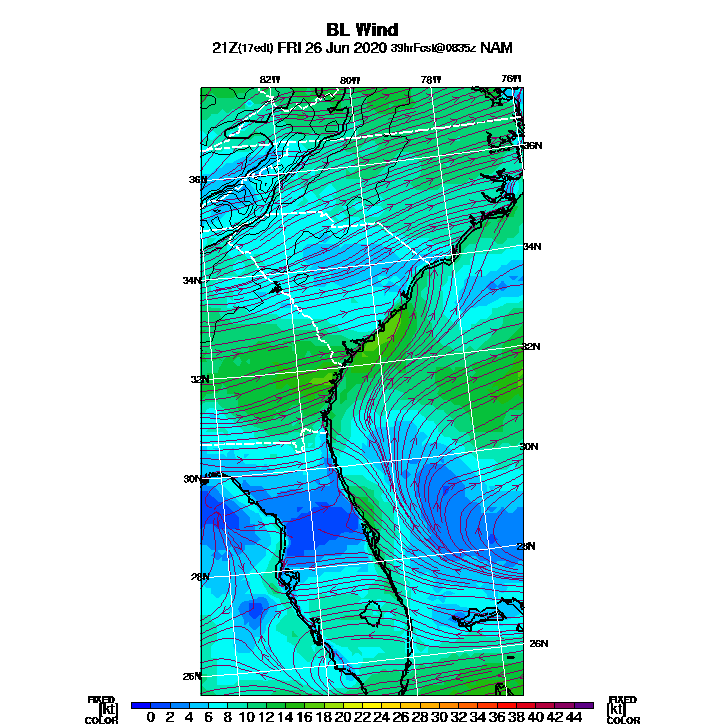 BL Wind
21Z(17edt) FRI 26 Jun 2020 39hrFcst@0835z NAM
82W 80W 78W 76W
36N
36N
34N
34N
32N
32N
30N
30N
28N
28N
26N
26N
FIXED FIXED
[kt] 0 2 4 6 8 10 12 14 16 18 20 22 24 26 28 30 32 34 36 38 40 42 44 [kt]
COLOR COLOR